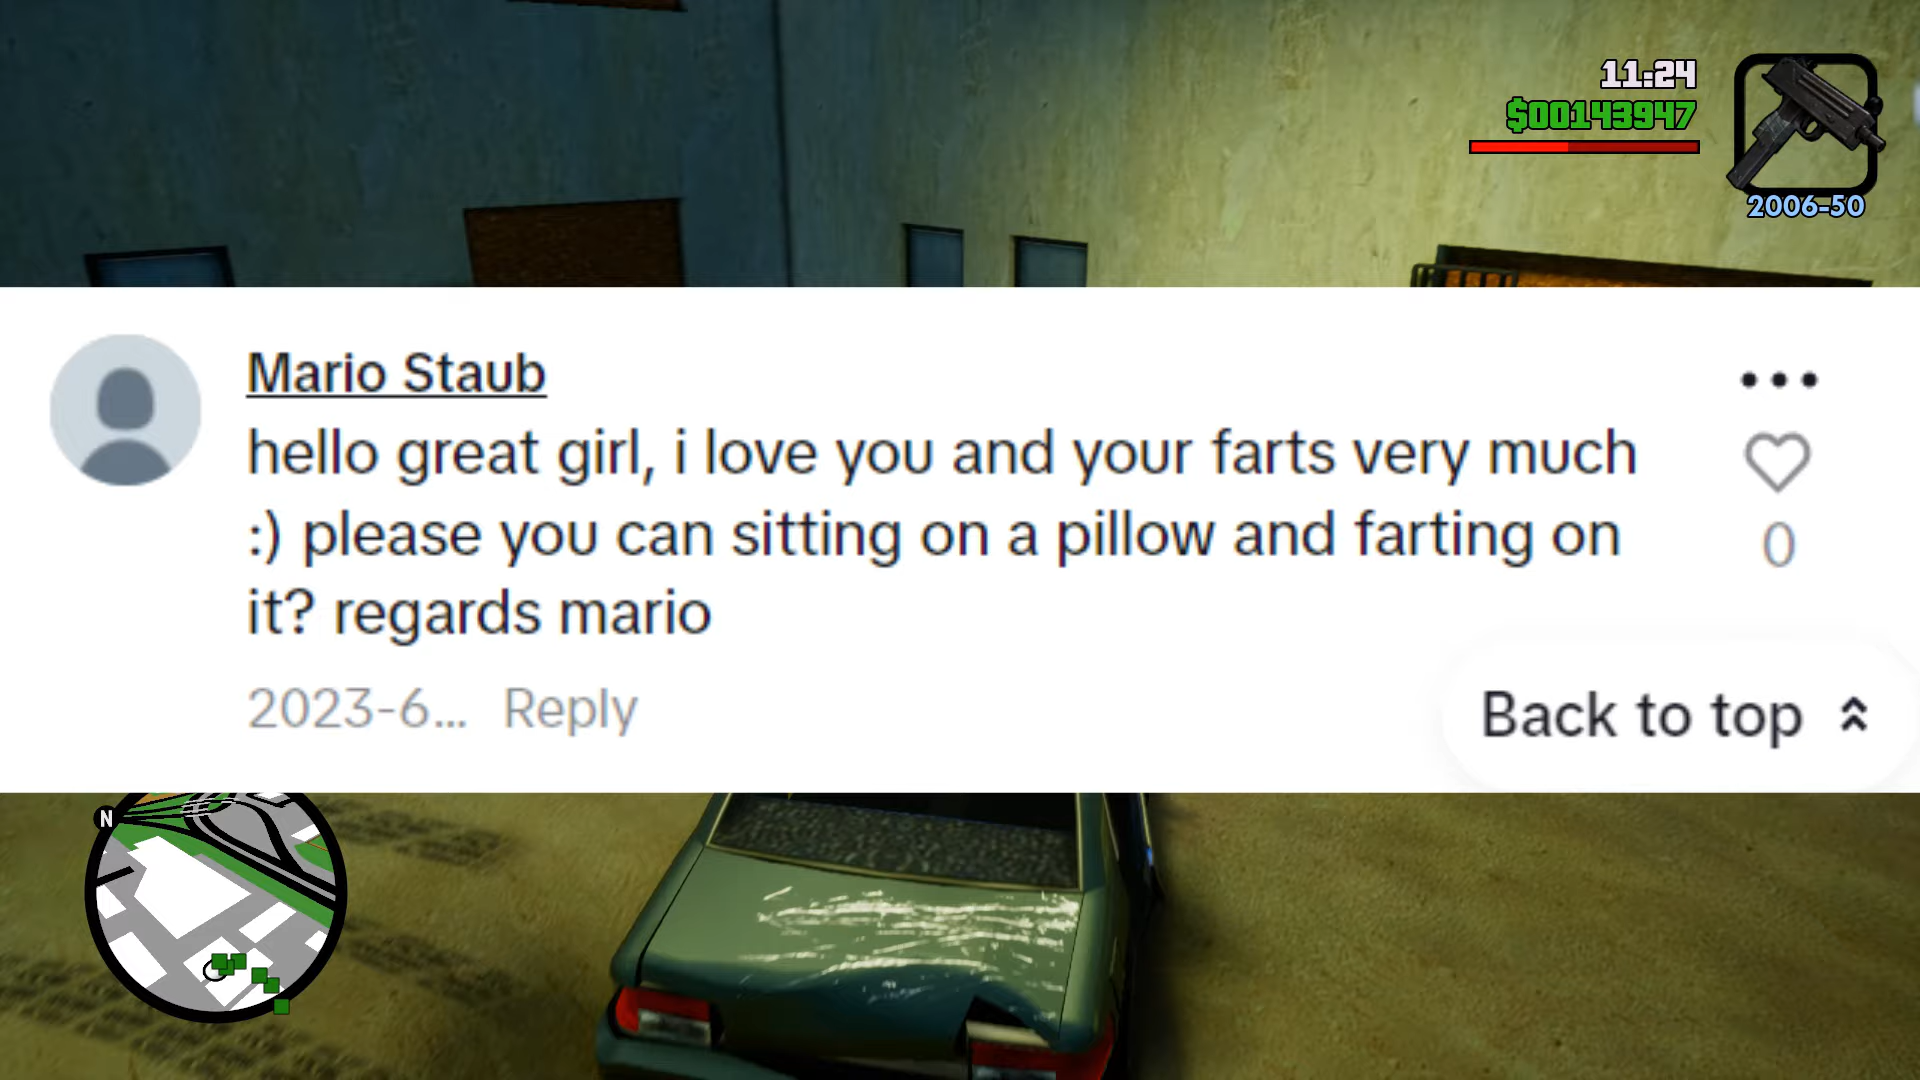 11:24
$00143947
2006-50
Mario Staub
hello great girl, i love you and your farts very much
:) please you can sitting on a pillow and farting on
it? regards mario
0
2023-6... Reply
Back to top
N